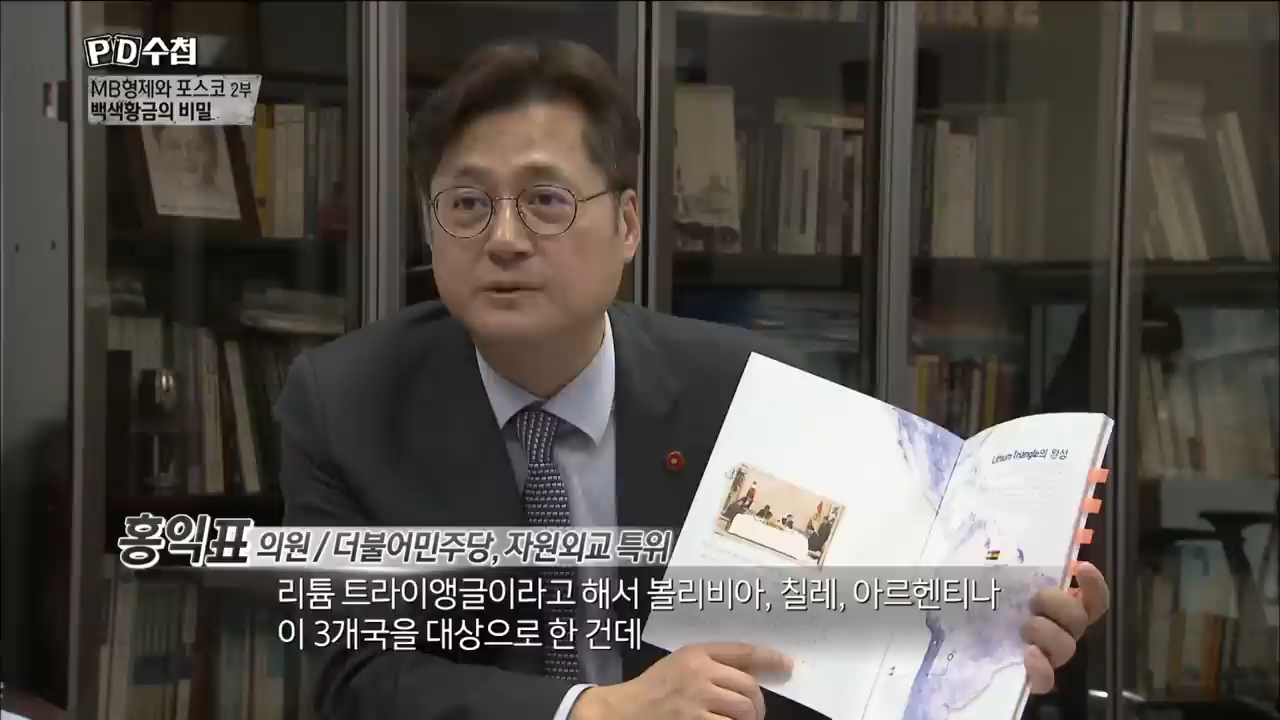 PD수첩
MB형제와 포스코 2부
백색황금의 비밀
Lithium Triangle의 완성
홍익표 의원 / 더불어민주당, 자원외교 특위
리튬 트라이앵글이라고 해서 볼리비아, 칠레, 아르헨티나
이 3개국을 대상으로 한 건데